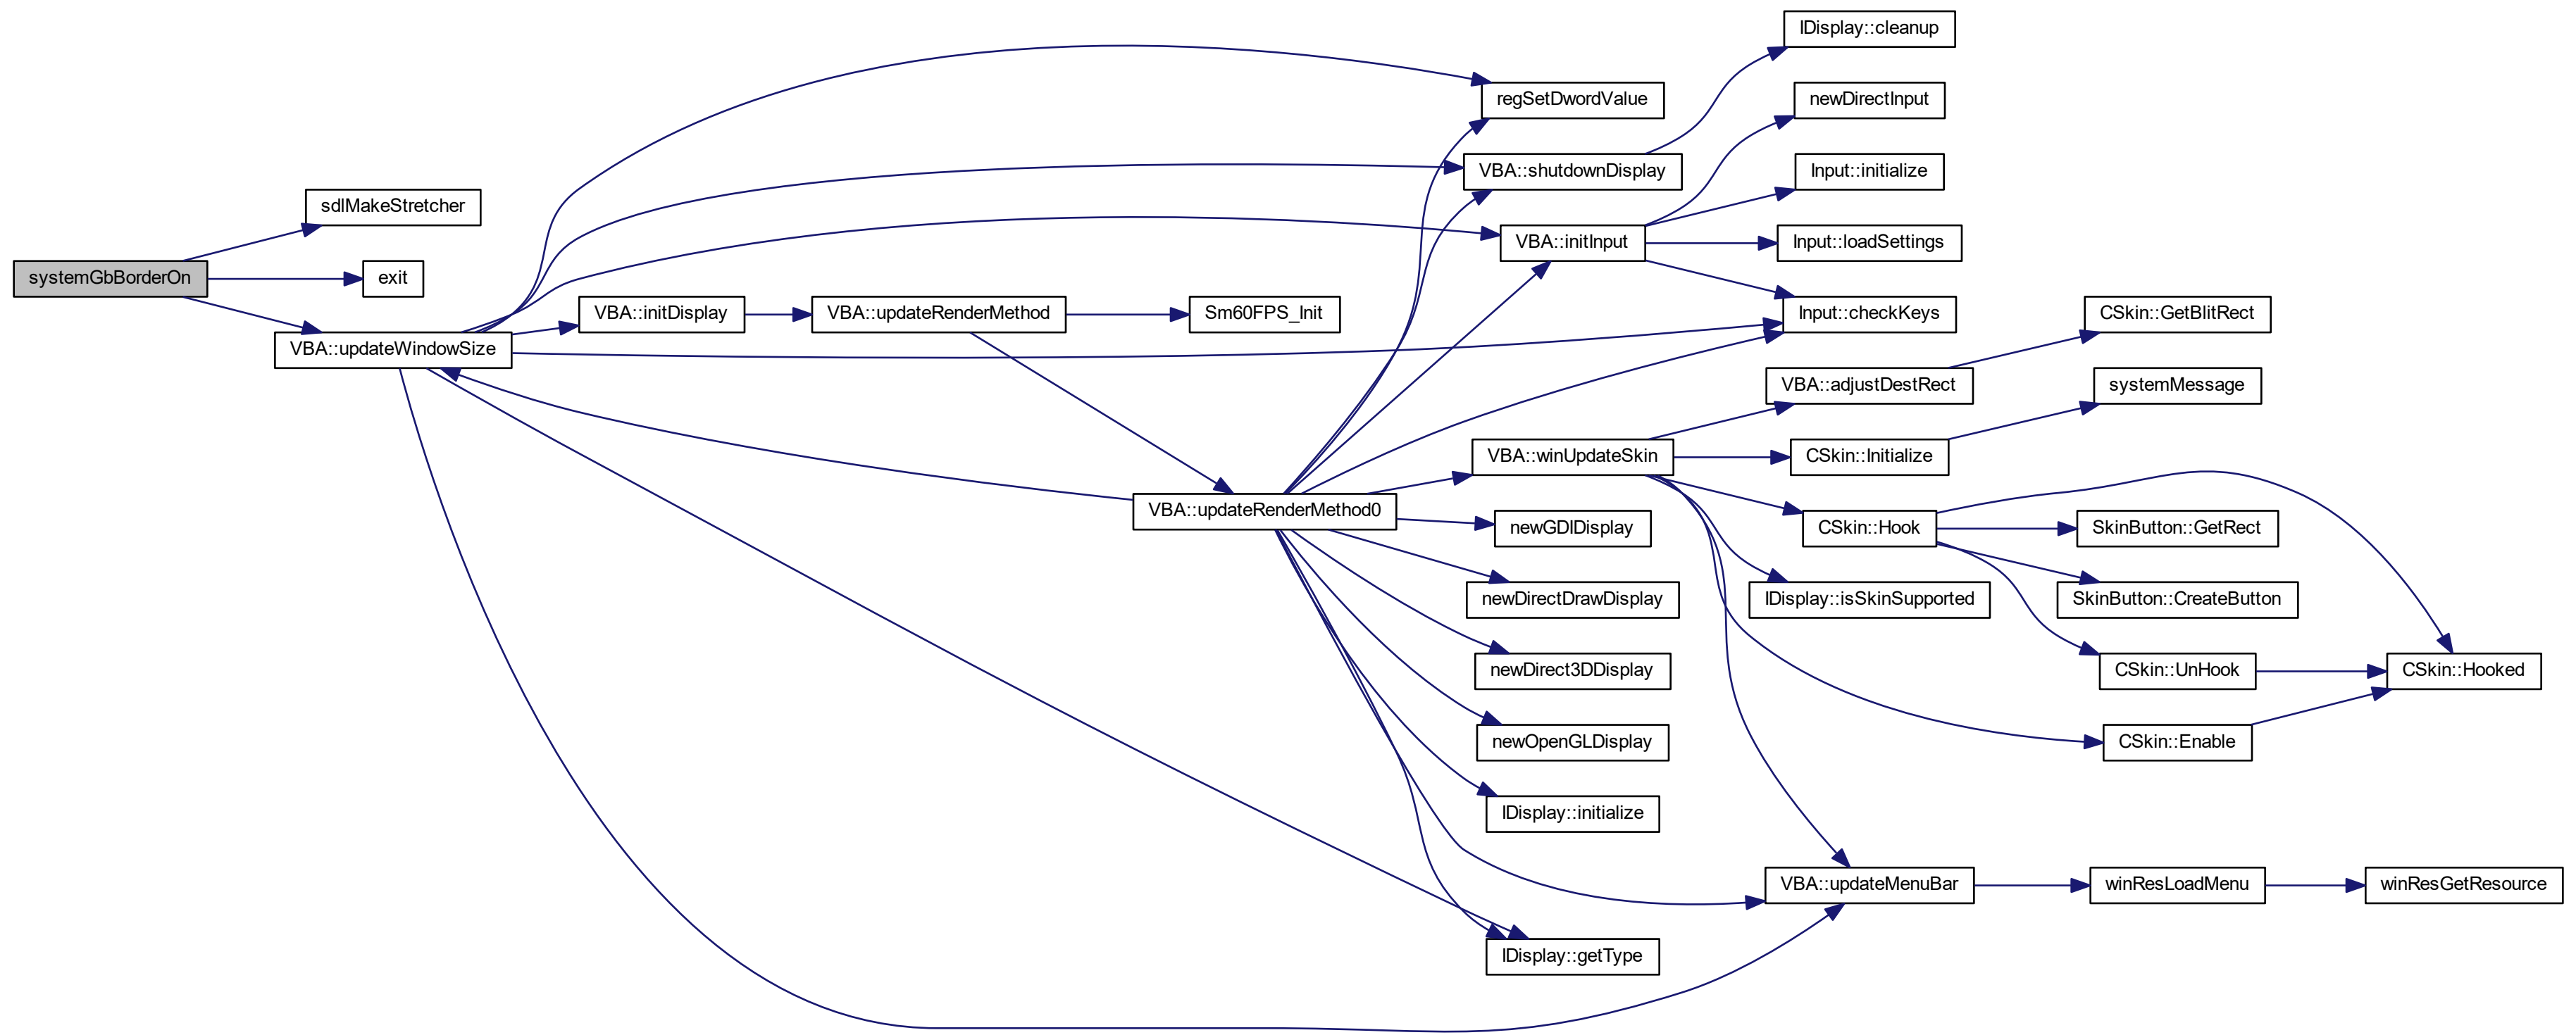 IDisplay::cleanup
newDirectInput
regSetDwordValue
VBA::shutdownDisplay
Input::initialize
sdlMakeStretcher
VBA::initInput
Input::loadSettings
systemGbBorderOn
exit
VBA::initDisplay
VBA::updateRenderMethod
Sm60FPS_Init
Input::checkKeys
CSkin::GetBlitRect
VBA::updateWindowSize
VBA::adjustDestRect
systemMessage
VBA::winUpdateSkin
CSkin::Initialize
VBA::updateRenderMethod0
newGDIDisplay
CSkin::Hook
SkinButton::GetRect
newDirectDrawDisplay
IDisplay::isSkinSupported
SkinButton::CreateButton
newDirect3DDisplay
CSkin::UnHook
CSkin::Hooked
newOpenGLDisplay
CSkin::Enable
IDisplay::initialize
VBA::updateMenuBar
winResLoadMenu
winResGetResource
IDisplay::getType